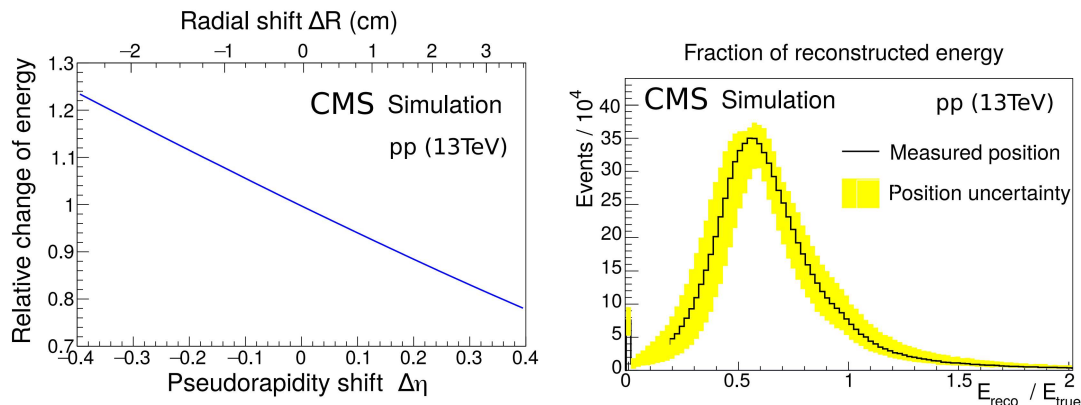 Radial shift ΔR (cm)
−2 −1 0 1 2 3
Relative change of energy
1.3
1.2
1.1
1
0.9
0.8
0.7
CMS Simulation
pp (13TeV)
−0.4 −0.3 −0.2 −0.1 0 0.1 0.2 0.3 0.4
Pseudorapidity shift Δη
Fraction of reconstructed energy
Events / 10⁴
40
35
30
25
20
15
10
5
0
CMS Simulation
pp (13TeV)
Measured position
Position uncertainty
0 0.5 1 1.5 2
E_reco / E_true